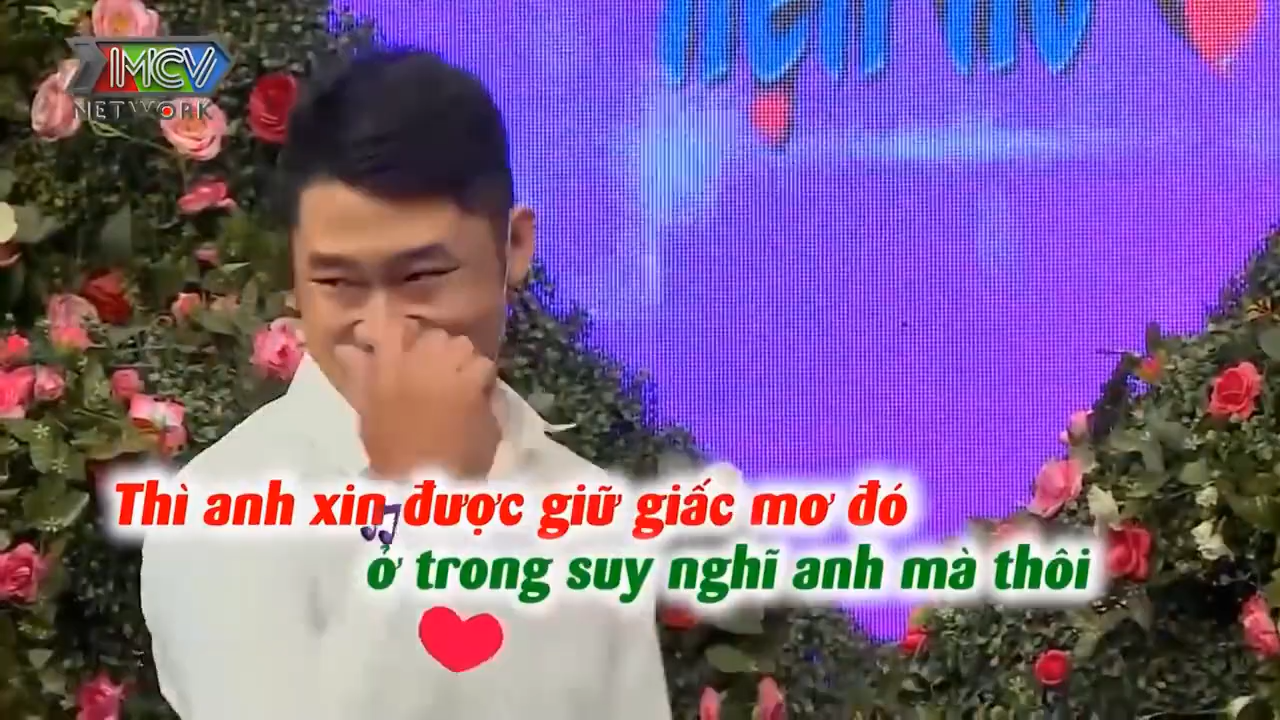 MCV
NETWORK
Thì anh xin được giữ giấc mơ đó
ở trong suy nghĩ anh mà thôi